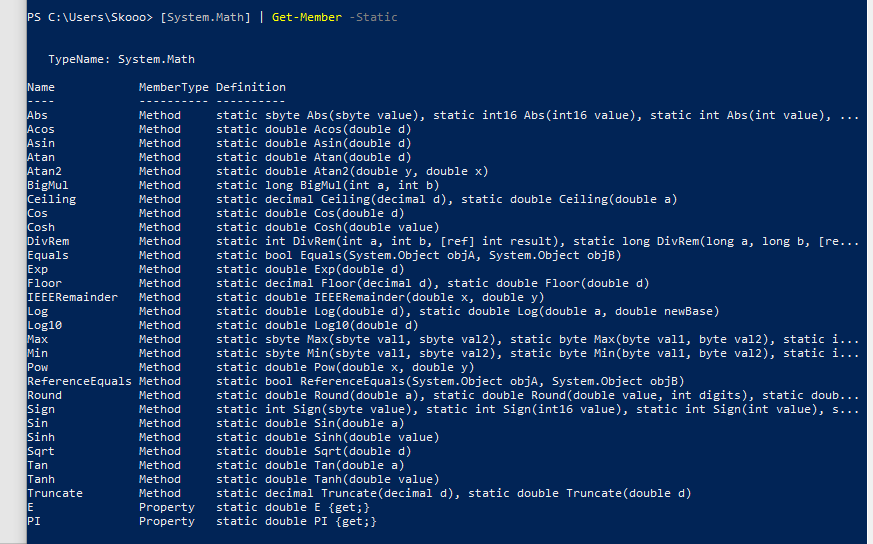 PS C:\Users\Skooo> [System.Math] | Get-Member -Static
TypeName: System.Math
Name MemberType Definition
---- ---------- ----------
Abs Method static sbyte Abs(sbyte value), static int16 Abs(int16 value), static int Abs(int value), ...
Acos Method static double Acos(double d)
Asin Method static double Asin(double d)
Atan Method static double Atan(double d)
Atan2 Method static double Atan2(double y, double x)
BigMul Method static long BigMul(int a, int b)
Ceiling Method static decimal Ceiling(decimal d), static double Ceiling(double a)
Cos Method static double Cos(double d)
Cosh Method static double Cosh(double value)
DivRem Method static int DivRem(int a, int b, [ref] int result), static long DivRem(long a, long b, [re...
Equals Method static bool Equals(System.Object objA, System.Object objB)
Exp Method static double Exp(double d)
Floor Method static decimal Floor(decimal d), static double Floor(double d)
IEEERemainder Method static double IEEERemainder(double x, double y)
Log Method static double Log(double d), static double Log(double a, double newBase)
Log10 Method static double Log10(double d)
Max Method static sbyte Max(sbyte val1, sbyte val2), static byte Max(byte val1, byte val2), static i...
Min Method static sbyte Min(sbyte val1, sbyte val2), static byte Min(byte val1, byte val2), static i...
Pow Method static double Pow(double x, double y)
ReferenceEquals Method static bool ReferenceEquals(System.Object objA, System.Object objB)
Round Method static double Round(double a), static double Round(double value, int digits), static doub...
Sign Method static int Sign(sbyte value), static int Sign(int16 value), static int Sign(int value), s...
Sin Method static double Sin(double a)
Sinh Method static double Sinh(double value)
Sqrt Method static double Sqrt(double d)
Tan Method static double Tan(double a)
Tanh Method static double Tanh(double value)
Truncate Method static decimal Truncate(decimal d), static double Truncate(double d)
E Property static double E {get;}
PI Property static double PI {get;}